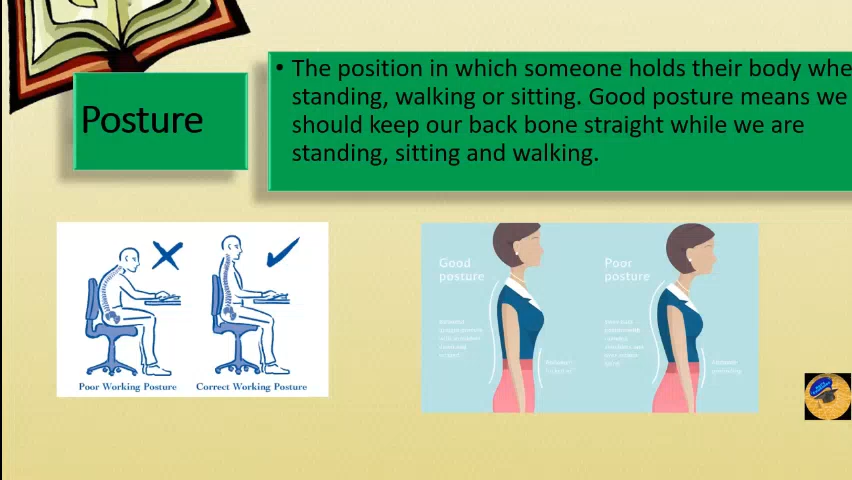 Posture
• The position in which someone holds their body whe
standing, walking or sitting. Good posture means we
should keep our back bone straight while we are
standing, sitting and walking.
Poor Working Posture
Correct Working Posture
Good
posture
Poor
posture